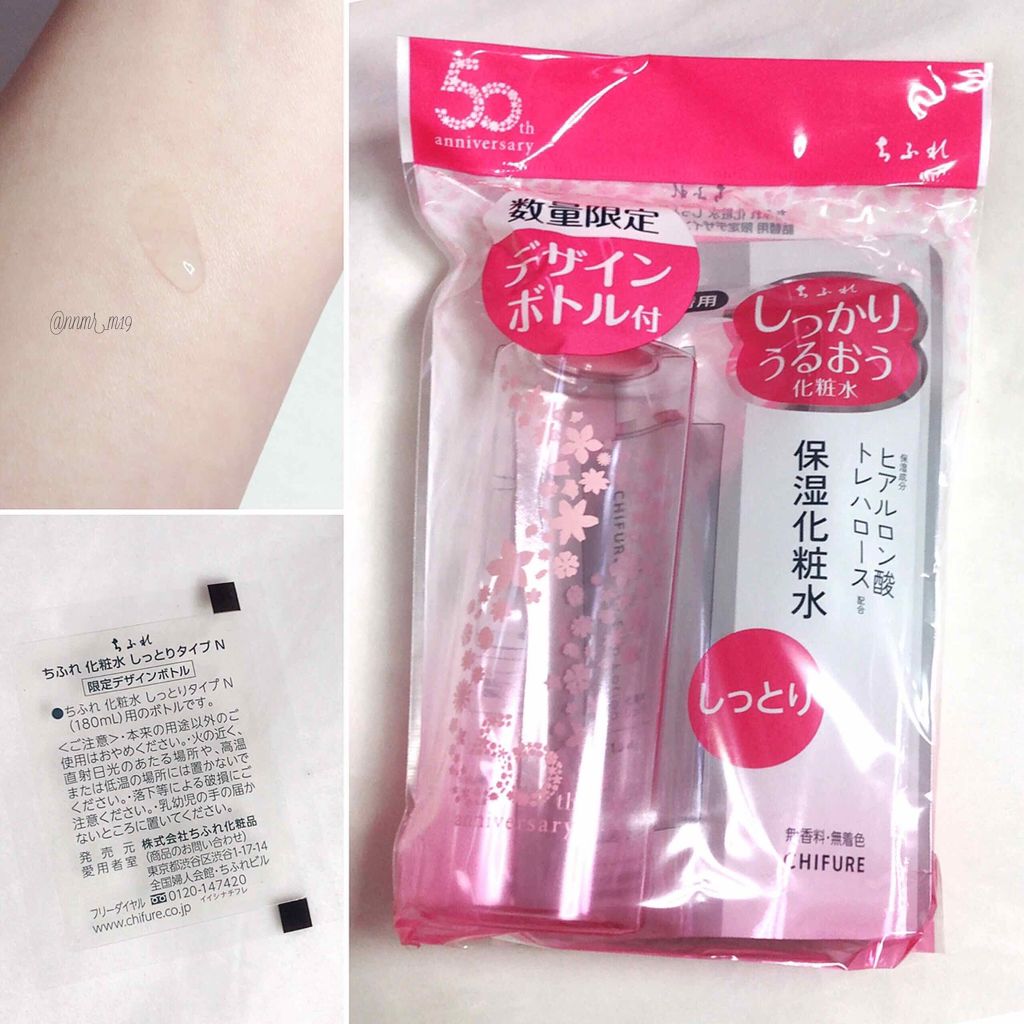 @nnmr_m19
ちふれ
ちふれ 化粧水 しっとりタイプ N
限定デザインボトル
●ちふれ 化粧水 しっとりタイプ N
(180mL)用のボトルです。
<ご注意>・本来の用途以外のご
使用はおやめください。・火の近く、
直射日光のあたる場所や、高温
または低温の場所には置かないで
ください。・落下等による破損にご
注意ください。・乳幼児の手の届か
ないところに置いてください。
発売元 株式会社ちふれ化粧品
愛用者室 (商品のお問い合わせ)
東京都渋谷区渋谷1-17-14
全国婦人会館・ちふれビル
フリーダイヤル 0120-147420
イイシナチフレ
www.chifure.co.jp
50th
anniversary
ちふれ
数量限定
デザイン
ボトル付
用
ちふれ
しっかり
うるおう
化粧水
保湿成分
ヒアルロン酸
トレハロース 配合
保湿化粧水
しっとり
無香料・無着色
CHIFURE
CHIFUR
50th
anniversary